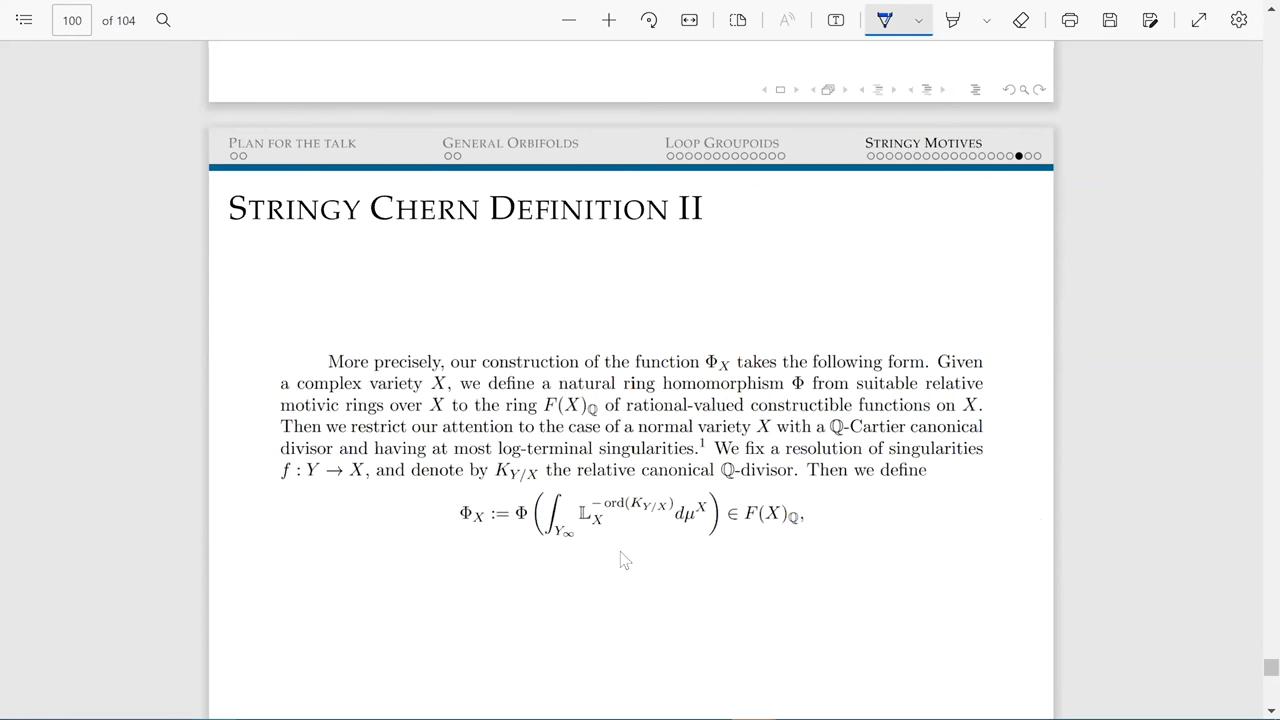 100 of 104
PLAN FOR THE TALK GENERAL ORBIFOLDS LOOP GROUPOIDS STRINGY MOTIVES
STRINGY CHERN DEFINITION II
More precisely, our construction of the function Φ_X takes the following form. Given
a complex variety X, we define a natural ring homomorphism Φ from suitable relative
motivic rings over X to the ring F(X)_ℚ of rational-valued constructible functions on X.
Then we restrict our attention to the case of a normal variety X with a ℚ-Cartier canonical
divisor and having at most log-terminal singularities.¹ We fix a resolution of singularities
f : Y → X, and denote by K_{Y/X} the relative canonical ℚ-divisor. Then we define
Φ_X := Φ (∫_{Y_∞} 𝕃_X^{−ord(K_{Y/X})} dμ^X) ∈ F(X)_ℚ,